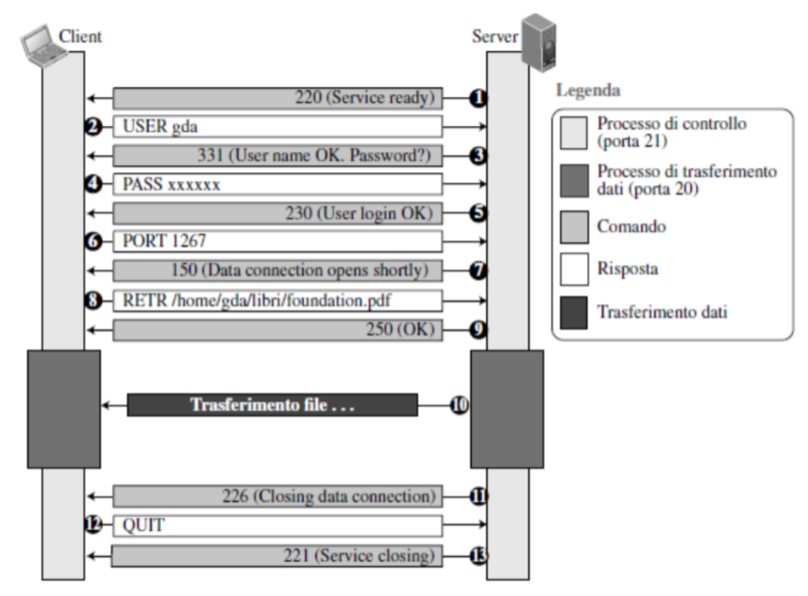 Client
Server
220 (Service ready)
1
2
USER gda
331 (User name OK. Password?)
3
4
PASS xxxxxx
230 (User login OK)
5
6
PORT 1267
150 (Data connection opens shortly)
7
8
RETR /home/gda/libri/foundation.pdf
250 (OK)
9
Trasferimento file . . .
10
226 (Closing data connection)
11
12
QUIT
221 (Service closing)
13
Legenda
Processo di controllo
(porta 21)
Processo di trasferimento
dati (porta 20)
Comando
Risposta
Trasferimento dati